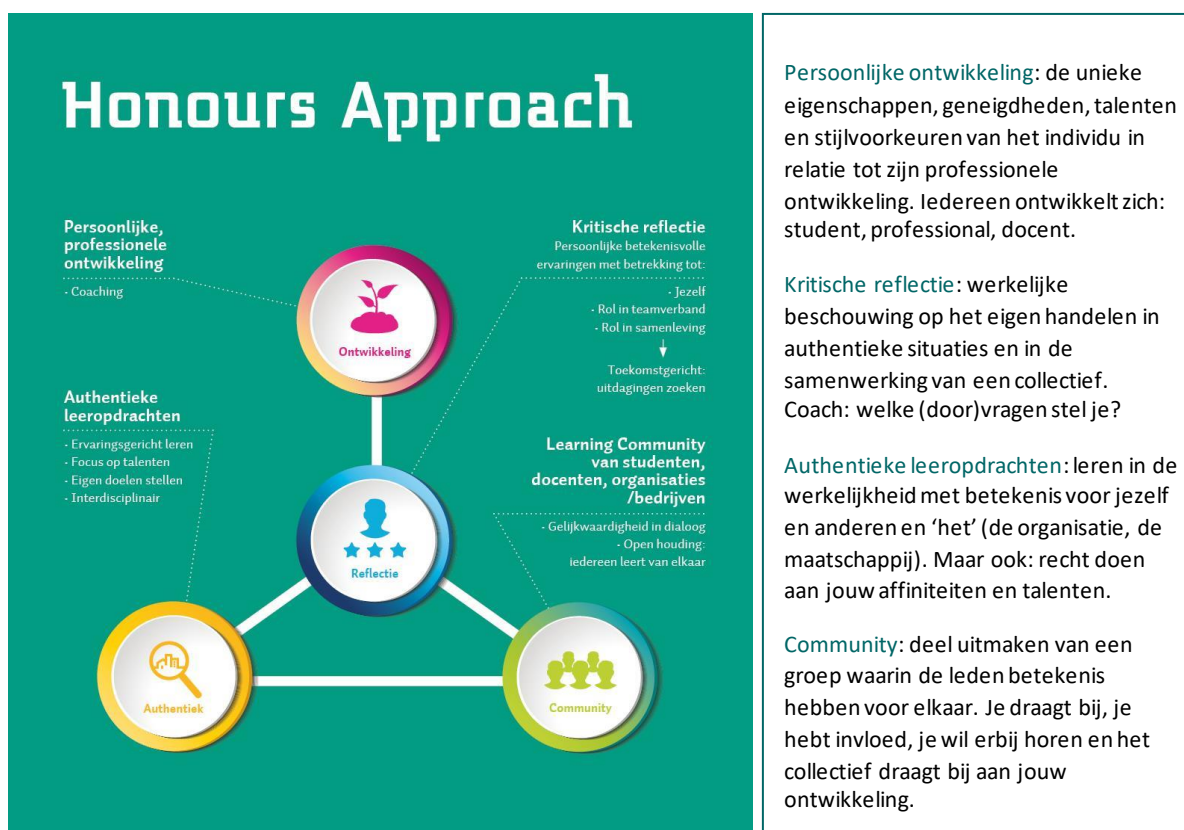 Honours Approach
Persoonlijke,
professionele
ontwikkeling
- Coaching
Kritische reflectie
Persoonlijke betekenisvolle
ervaringen met betrekking tot:
- Jezelf
- Rol in teamverband
- Rol in samenleving
Toekomstgericht:
uitdagingen zoeken
Ontwikkeling
Authentieke
leeropdrachten
- Ervaringsgericht leren
- Focus op talenten
- Eigen doelen stellen
- Interdisciplinair
Learning Community
van studenten,
docenten, organisaties
/bedrijven
- Gelijkwaardigheid in dialoog
- Open houding:
iedereen leert van elkaar
Reflectie
Authentiek
Community
Persoonlijke ontwikkeling: de unieke
eigenschappen, geneigdheden, talenten
en stijlvoorkeuren van het individu in
relatie tot zijn professionele
ontwikkeling. Iedereen ontwikkelt zich:
student, professional, docent.
Kritische reflectie: werkelijke
beschouwing op het eigen handelen in
authentieke situaties en in de
samenwerking van een collectief.
Coach: welke (door)vragen stel je?
Authentieke leeropdrachten: leren in de
werkelijkheid met betekenis voor jezelf
en anderen en ‘het’ (de organisatie, de
maatschappij). Maar ook: recht doen
aan jouw affiniteiten en talenten.
Community: deel uitmaken van een
groep waarin de leden betekenis
hebben voor elkaar. Je draagt bij, je
hebt invloed, je wil erbij horen en het
collectief draagt bij aan jouw
ontwikkeling.